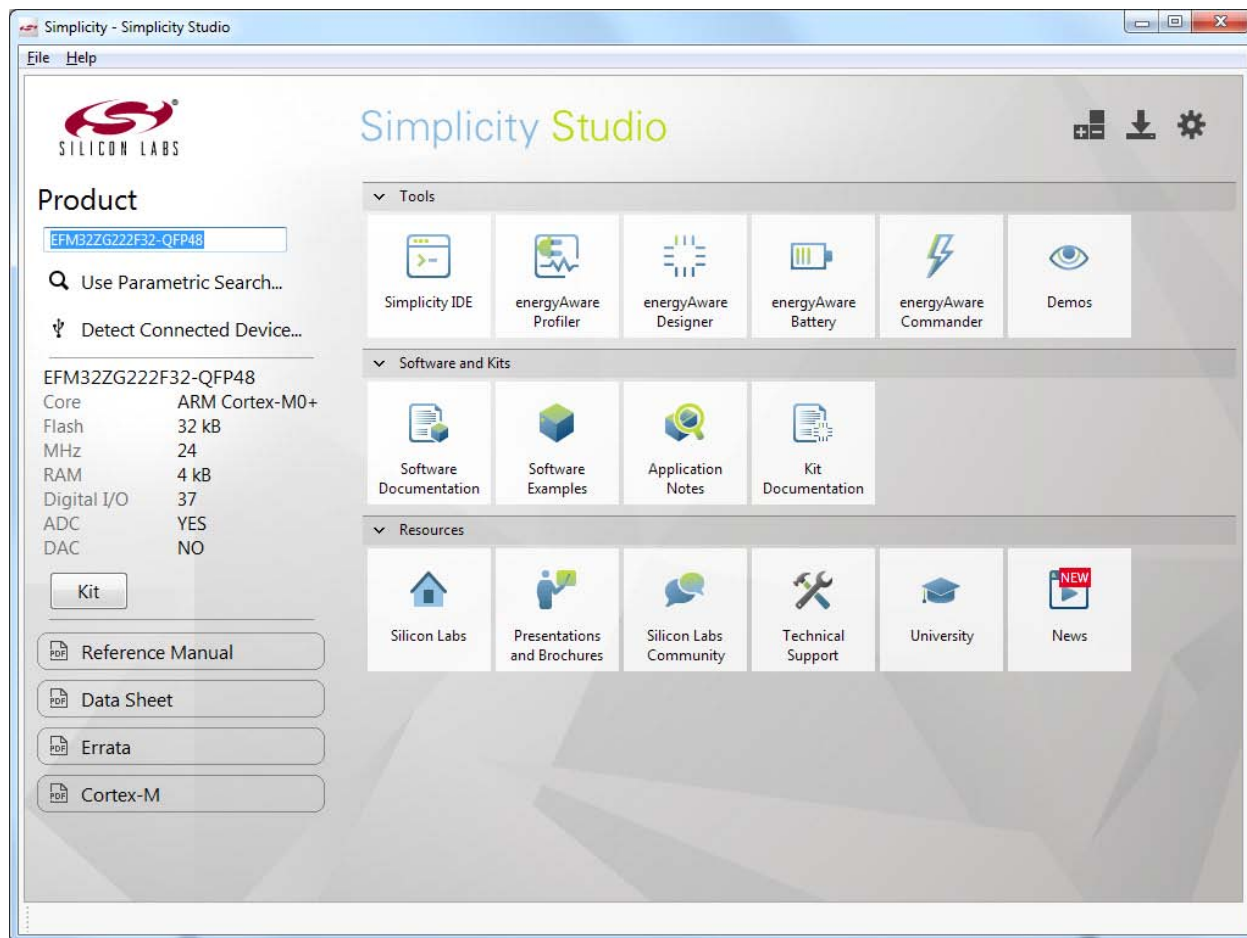 Simplicity - Simplicity Studio
File Help
SILICON LABS
Simplicity Studio
Product
EFM32ZG222F32-QFP48
Use Parametric Search...
Detect Connected Device...
EFM32ZG222F32-QFP48
Core ARM Cortex-M0+
Flash 32 kB
MHz 24
RAM 4 kB
Digital I/O 37
ADC YES
DAC NO
Kit
PDF Reference Manual
PDF Data Sheet
PDF Errata
PDF Cortex-M
Tools
Simplicity IDE
energyAware
Profiler
energyAware
Designer
energyAware
Battery
energyAware
Commander
Demos
Software and Kits
Software
Documentation
Software
Examples
Application
Notes
Kit
Documentation
Resources
Silicon Labs
Presentations
and Brochures
Silicon Labs
Community
Technical
Support
University
NEW
News